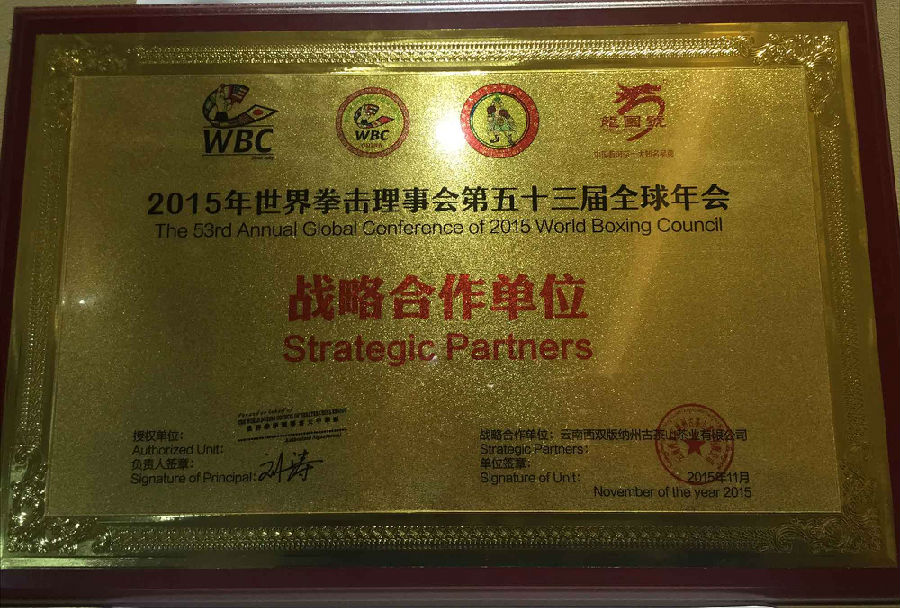 WBC
WBC
龍國號
2015年世界拳击理事会第五十三届全球年会
The 53rd Annual Global Conference of 2015 World Boxing Council
战略合作单位
Strategic Partners
授权单位:
Authorized Unit:
负责人签章:
Signature of Principal:
战略合作单位:云南西双版纳州古茶山茶业有限公司
Strategic Partners:
单位签章:
Signature of Unit:
2015年11月
November of the year 2015